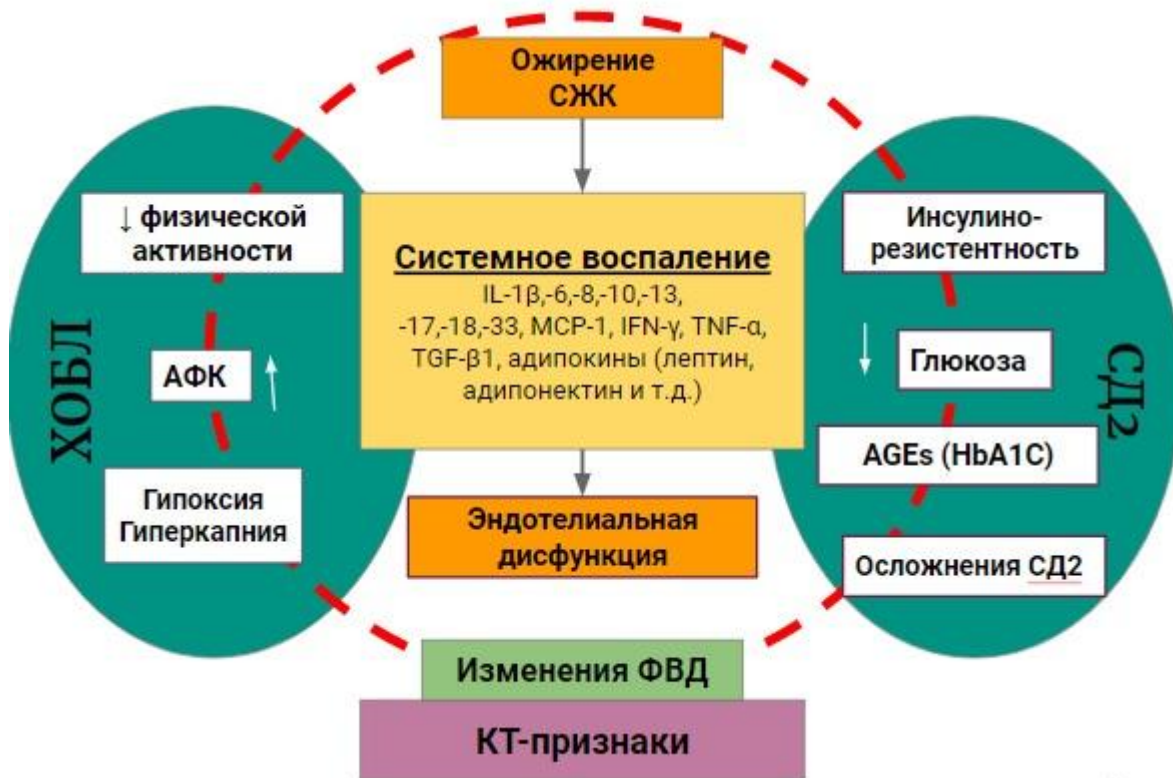 Ожирение
СЖК
↓ физической
активности
АФК
Гипоксия
Гиперкапния
ХОБЛ
Системное воспаление
IL-1β,-6,-8,-10,-13,
-17,-18,-33, MCP-1, IFN-γ, TNF-α,
TGF-β1, адипокины (лептин,
адипонектин и т.д.)
Эндотелиальная
дисфункция
Инсулино-
резистентность
Глюкоза
AGEs (HbA1C)
Осложнения СД2
СД2
Изменения ФВД
КТ-признаки